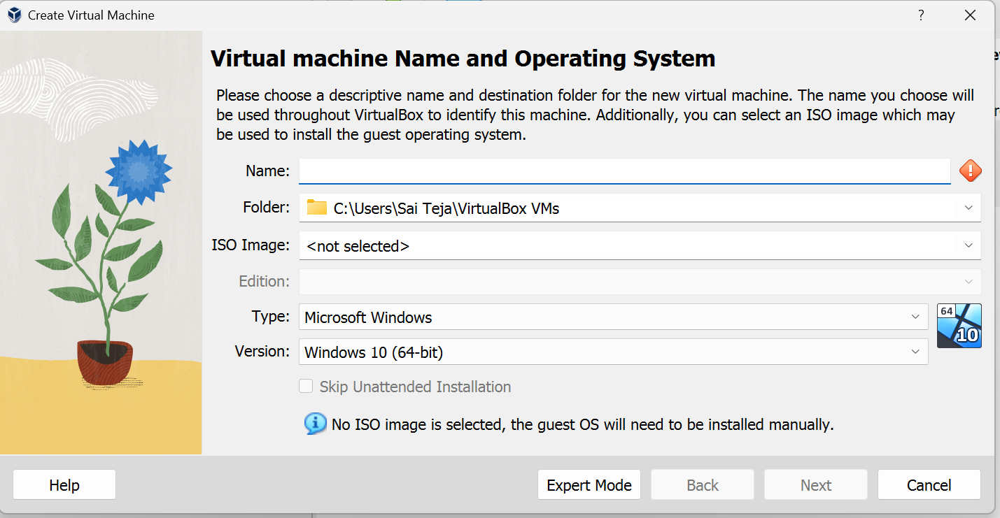 Create Virtual Machine
?
Virtual machine Name and Operating System
Please choose a descriptive name and destination folder for the new virtual machine. The name you choose will
be used throughout VirtualBox to identify this machine. Additionally, you can select an ISO image which may
be used to install the guest operating system.
Name:
Folder: C:\Users\Sai Teja\VirtualBox VMs
ISO Image: <not selected>
Edition:
Type: Microsoft Windows
64
10
Version: Windows 10 (64-bit)
Skip Unattended Installation
No ISO image is selected, the guest OS will need to be installed manually.
Help Expert Mode Back Next Cancel